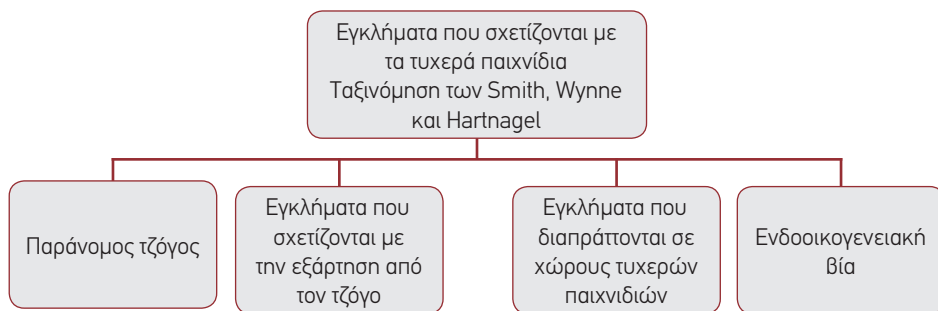 Εγκλήματα που σχετίζονται με
τα τυχερά παιχνίδια
Ταξινόμηση των Smith, Wynne
και Hartnagel
Παράνομος τζόγος
Εγκλήματα που
σχετίζονται με
την εξάρτηση από
τον τζόγο
Εγκλήματα που
διαπράττονται σε
χώρους τυχερών
παιχνιδιών
Ενδοοικογενειακή
βία